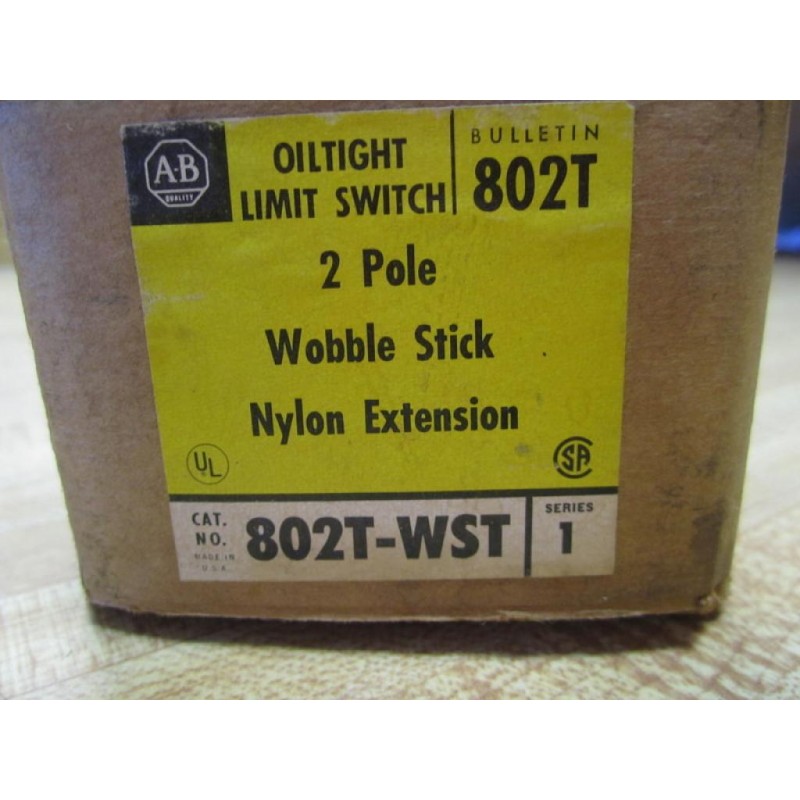 A-B
QUALITY
OILTIGHT
LIMIT SWITCH
BULLETIN
802T
2 Pole
Wobble Stick
Nylon Extension
UL
SA
CAT.
NO.
MADE IN
U.S.A.
802T-WST
SERIES
1